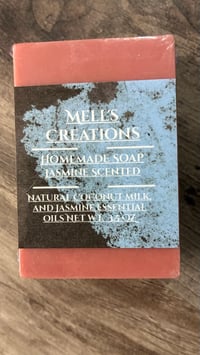 Mell's
Creations
Homemade Soap
Jasmine Scented
Natural Coconut Milk,
and Jasmine Essential
Oils Net Wt. 3.5 oz